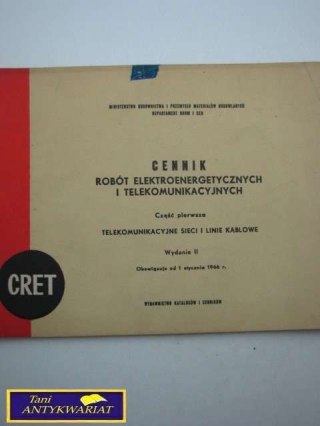 MINISTERSTWO BUDOWNICTWA I PRZEMYSŁU MATERIAŁÓW BUDOWLANYCH
DEPARTAMENT NORM I CEN
CENNIK
ROBÓT ELEKTROENERGETYCZNYCH
I TELEKOMUNIKACYJNYCH
Część pierwsza
TELEKOMUNIKACYJNE SIECI I LINIE KABLOWE
Wydanie II
Obowiązuje od 1 stycznia 1966 r.
CRET
WYDAWNICTWO KATALOGÓW I CENNIKÓW
Tani
ANTYKWARIAT